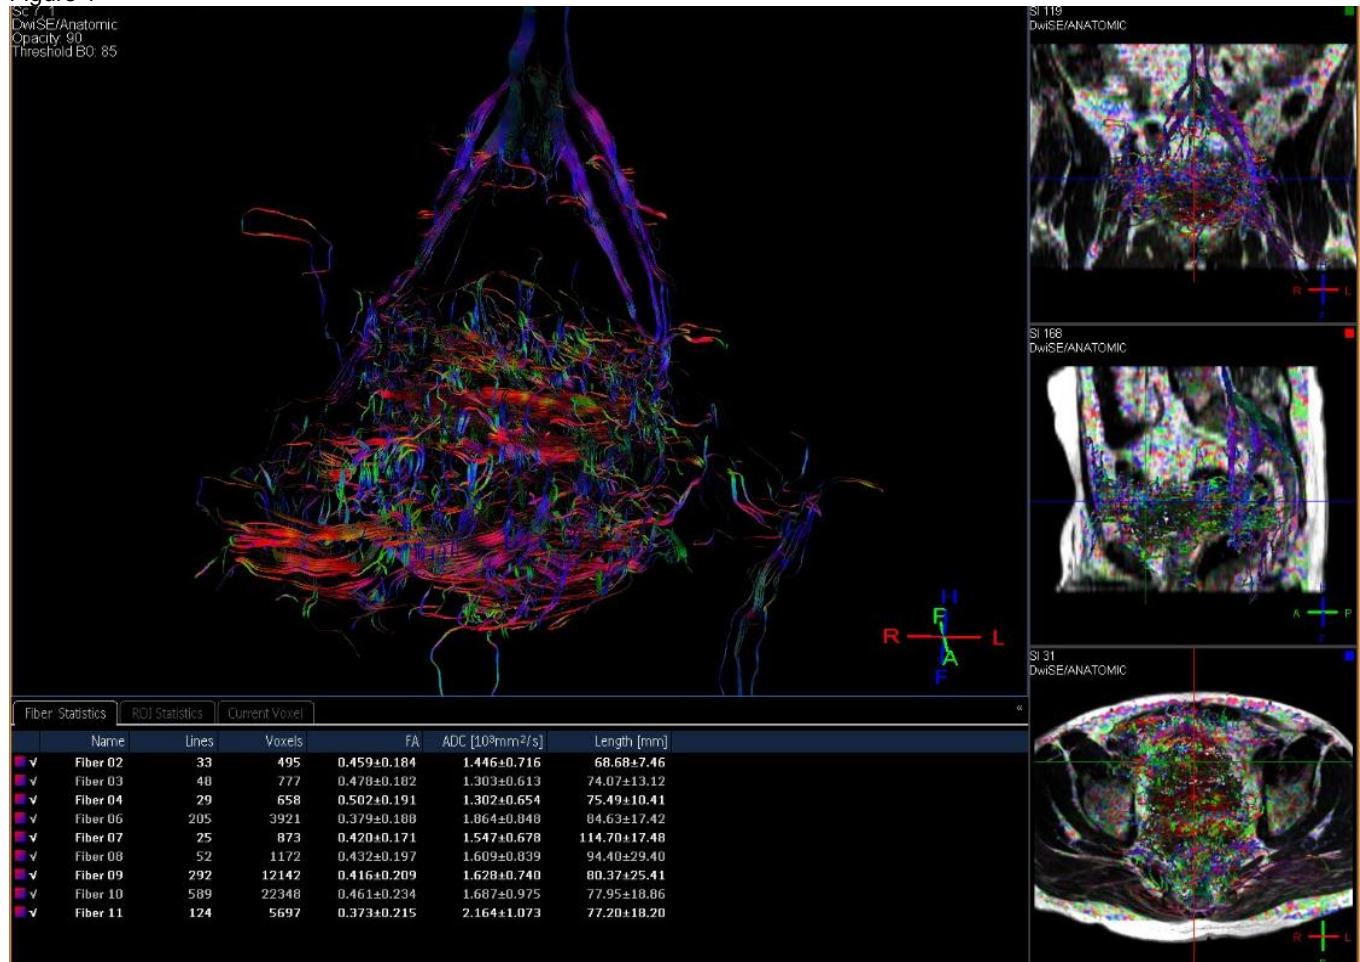 Sc 7, 1
DwiSE/Anatomic
Opacity: 90
Threshold B0: 85
H
P
R L
A
F
SI 119
DwiSE/ANATOMIC
R L
F
SI 168
DwiSE/ANATOMIC
A P
F
SI 31
DwiSE/ANATOMIC
R L
Fiber Statistics ROI Statistics Current Voxel «
Name Lines Voxels FA ADC [10³mm²/s] Length [mm]
√ Fiber 02 33 495 0.459±0.184 1.446±0.716 68.68±7.46
√ Fiber 03 48 777 0.478±0.182 1.303±0.613 74.07±13.12
√ Fiber 04 29 658 0.502±0.191 1.302±0.654 75.49±10.41
√ Fiber 06 205 3921 0.379±0.188 1.864±0.848 84.63±17.42
√ Fiber 07 25 873 0.420±0.171 1.547±0.678 114.70±17.48
√ Fiber 08 52 1172 0.432±0.197 1.609±0.839 94.40±29.40
√ Fiber 09 292 12142 0.416±0.209 1.628±0.740 80.37±25.41
√ Fiber 10 589 22348 0.461±0.234 1.687±0.975 77.95±18.86
√ Fiber 11 124 5697 0.373±0.215 2.164±1.073 77.20±18.20